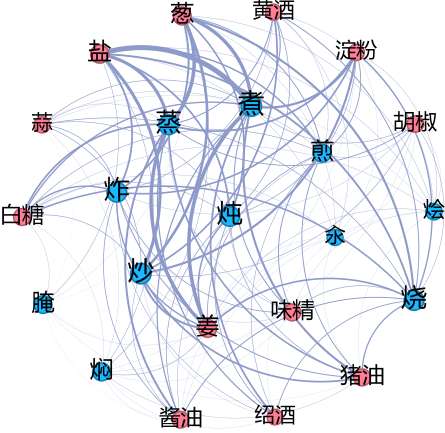 葱
黄酒
盐
淀粉
煮
蒜
蒸
胡椒
煎
炸
白糖
炖
烩
氽
炒
腌
味精
烧
姜
焖
猪油
酱油
绍酒